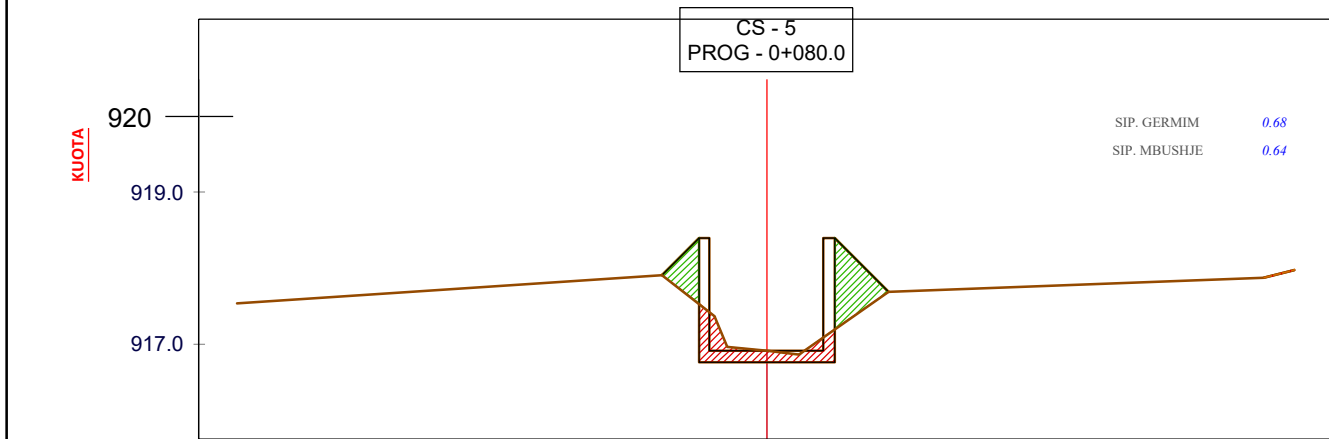 CS - 5
PROG - 0+080.0
920
KUOTA
SIP. GERMIM 0.68
SIP. MBUSHJE 0.64
919.0
917.0